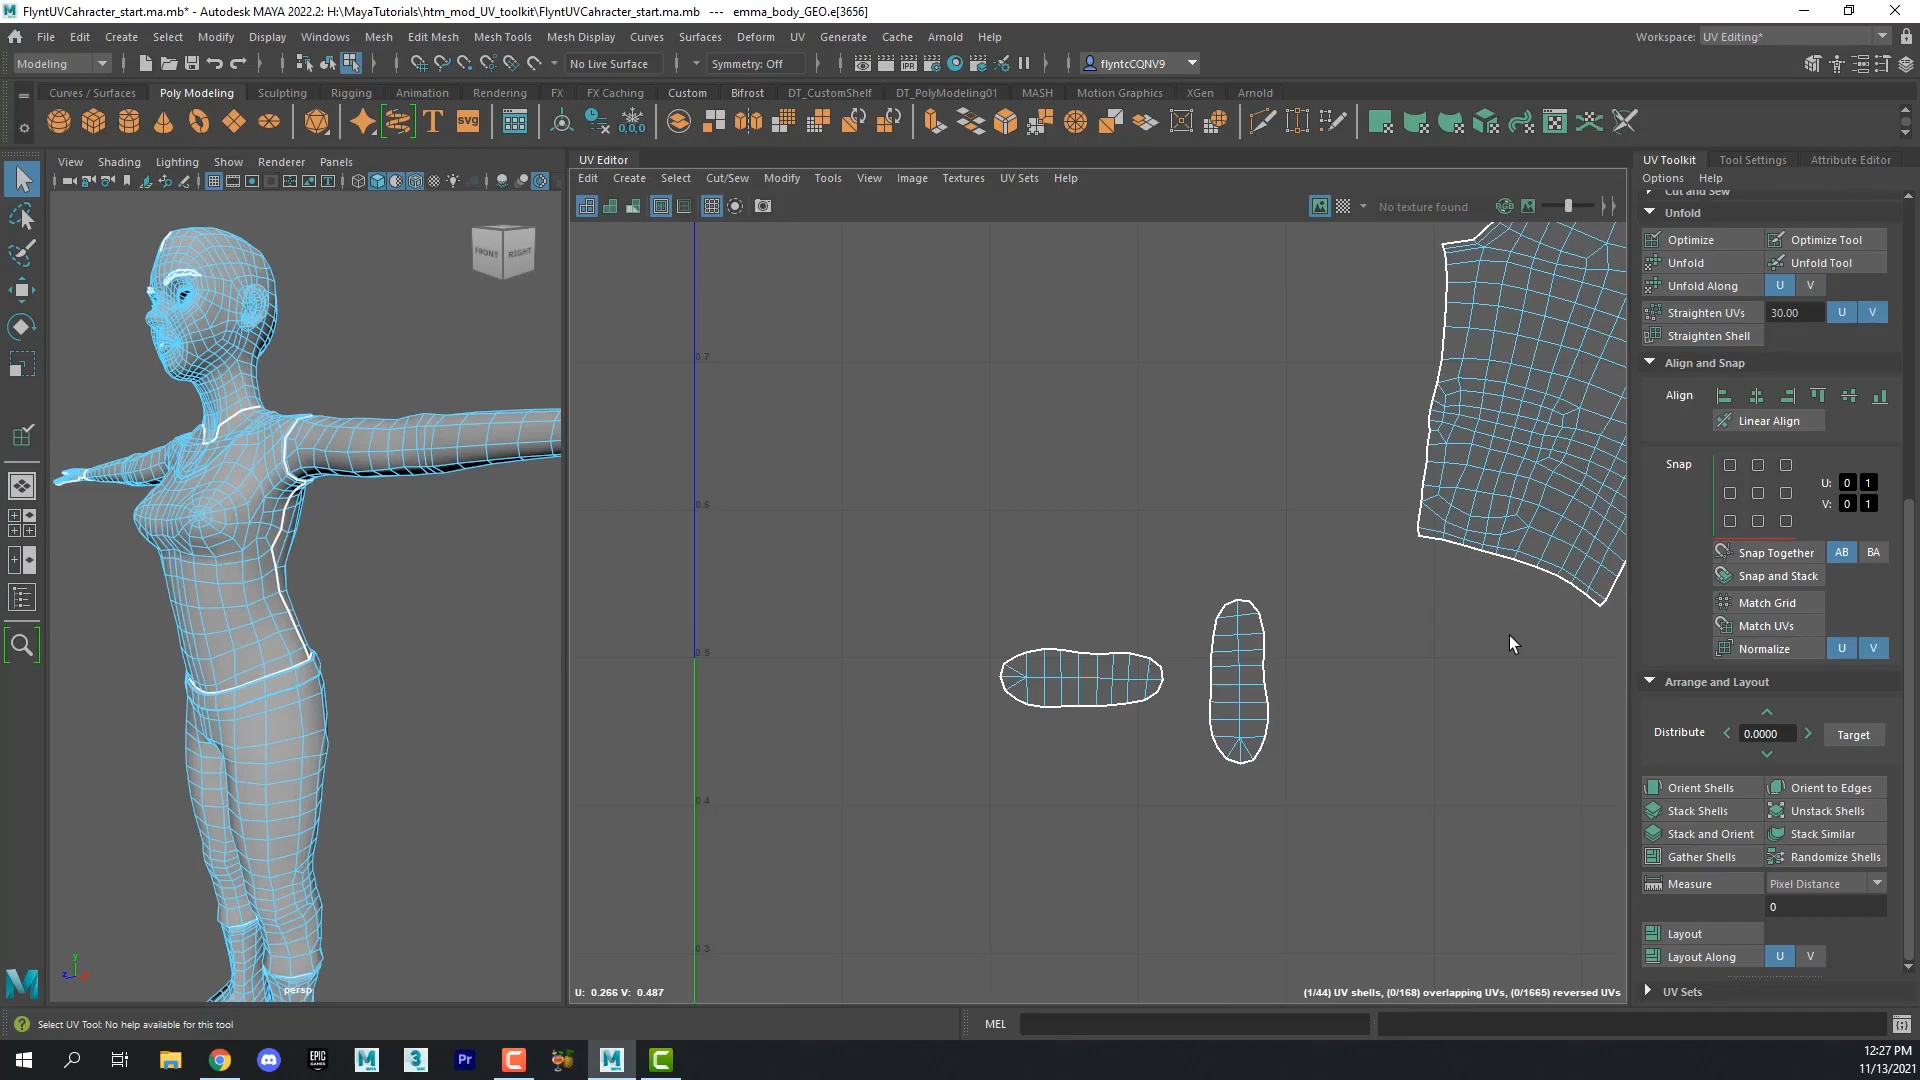 FlyntUVCahracter_start.ma.mb* - Autodesk MAYA 2022.2: H:\MayaTutorials\htm_mod_UV_toolkit\FlyntUVCahracter_start.ma.mb --- emma_body_GEO.e[3656]
File Edit Create Select Modify Display Windows Mesh Edit Mesh Mesh Tools Mesh Display Curves Surfaces Deform UV Generate Cache Arnold Help Workspace: UV Editing*
Modeling No Live Surface Symmetry: Off flyntcCQNV9
Curves / Surfaces Poly Modeling Sculpting Rigging Animation Rendering FX FX Caching Custom Bifrost DT_CustomShelf DT_PolyModeling01 MASH Motion Graphics XGen Arnold
T SVG 0,0,0
View Shading Lighting Show Renderer Panels
UV Editor
Edit Create Select Cut/Sew Modify Tools View Image Textures UV Sets Help
No texture found
FRONT RIGHT
0.7
0.6
0.5
0.4
0.3
persp
U: 0.266 V: 0.487
(1/44) UV shells, (0/168) overlapping UVs, (0/1665) reversed UVs
UV Toolkit Tool Settings Attribute Editor
Options Help
Cut and Sew
Unfold
Optimize Optimize Tool
Unfold Unfold Tool
Unfold Along U V
Straighten UVs 30.00 U V
Straighten Shell
Align and Snap
Align
Linear Align
Snap
U: 0 1
V: 0 1
Snap Together AB BA
Snap and Stack
Match Grid
Match UVs
Normalize U V
Arrange and Layout
Distribute 0.0000 Target
Orient Shells Orient to Edges
Stack Shells Unstack Shells
Stack and Orient Stack Similar
Gather Shells Randomize Shells
Measure Pixel Distance
0
Layout
Layout Along U V
UV Sets
Select UV Tool: No help available for this tool
MEL
12:27 PM
11/13/2021